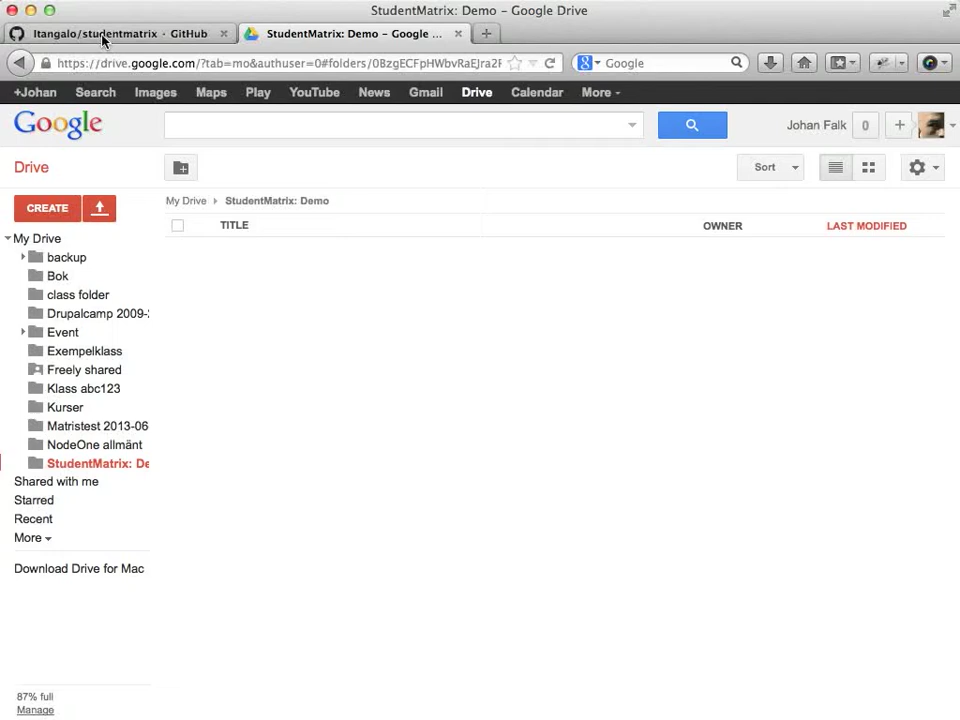 StudentMatrix: Demo – Google Drive
Itangalo/studentmatrix · GitHub
StudentMatrix: Demo – Google ...
https://drive.google.com/?tab=mo&authuser=0#folders/0BzgECFpHWbvRaEJra2F
Google
+Johan Search Images Maps Play YouTube News Gmail Drive Calendar More
Google
Johan Falk 0 +
Drive
Sort
CREATE
My Drive StudentMatrix: Demo
TITLE OWNER LAST MODIFIED
My Drive
backup
Bok
class folder
Drupalcamp 2009-
Event
Exempelklass
Freely shared
Klass abc123
Kurser
Matristest 2013-06
NodeOne allmänt
StudentMatrix: De
Shared with me
Starred
Recent
More
Download Drive for Mac
87% full
Manage